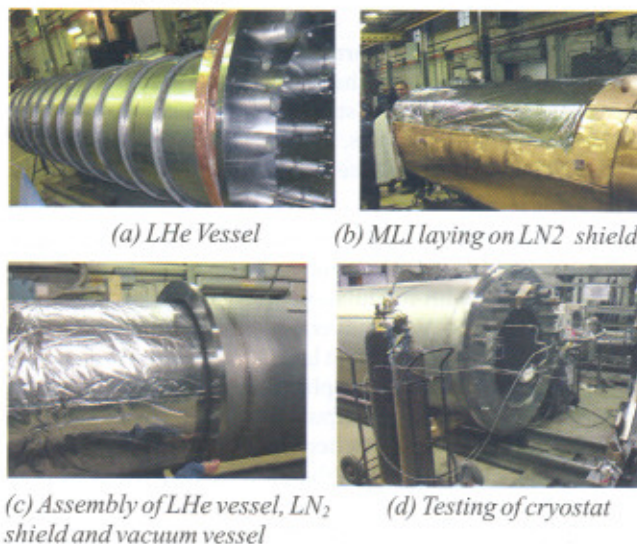 (a) LHe Vessel
(b) MLI laying on LN2 shield
(c) Assembly of LHe vessel, LN₂
shield and vacuum vessel
(d) Testing of cryostat